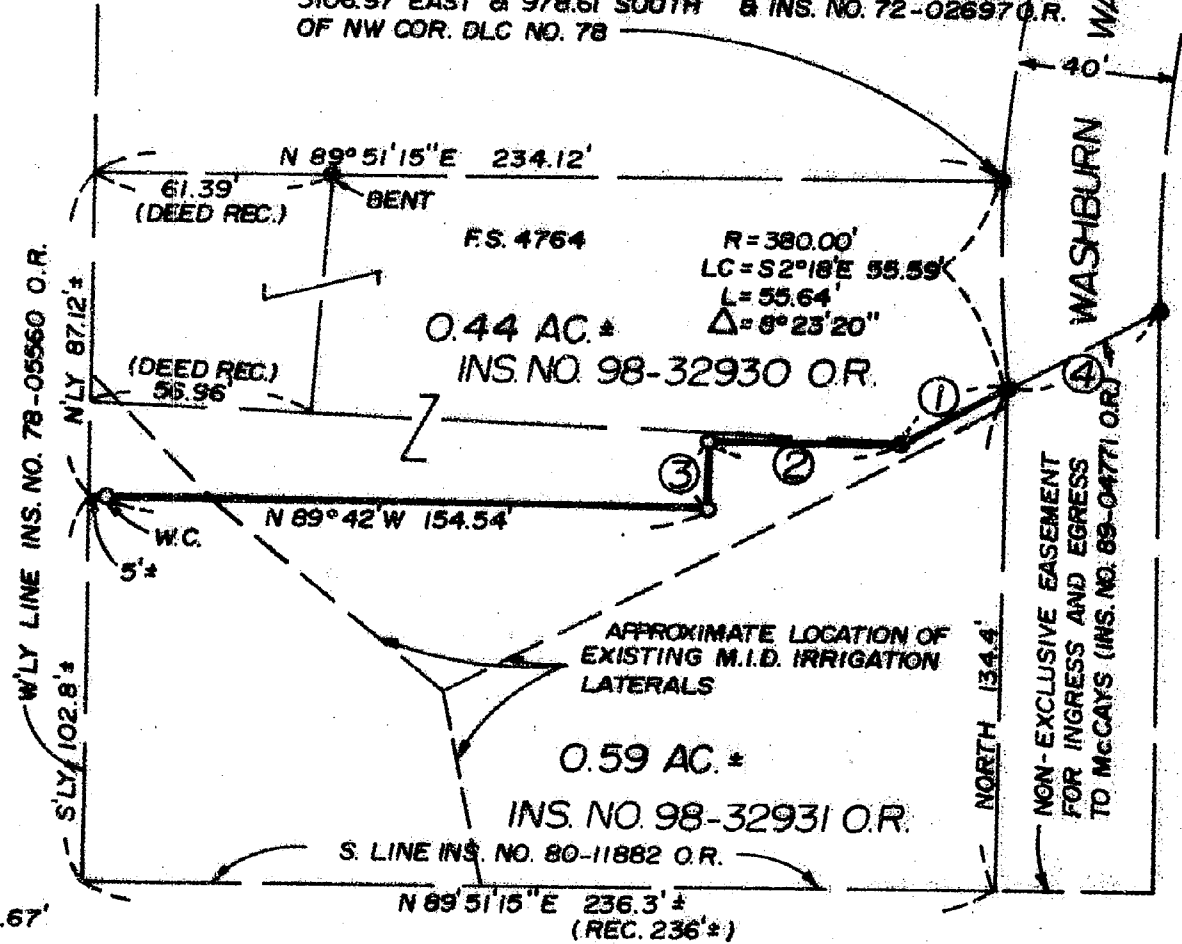 5106.97 EAST & 978.61 SOUTH & INS. NO. 72-02697 O.R.
OF NW COR. DLC NO. 78
40'
WASHBURN
N 89°51'15"E 234.12'
61.39'
(DEED REC.)
BENT
F.S. 4764
R=380.00'
LC=S2°18'E 55.59'
L=55.64'
Δ=8°23'20"
0.44 AC.±
INS. NO. 98-32930 O.R.
N'LY 87.12'±
(DEED REC.)
56.96'
1
4
2
3
N 89°42'W 154.54'
W.C.
5'±
W'LY LINE INS. NO. 78-05560 O.R.
S'LY 102.8'±
APPROXIMATE LOCATION OF
EXISTING M.I.D. IRRIGATION
LATERALS
NORTH 134.4'
NON-EXCLUSIVE EASEMENT
FOR INGRESS AND EGRESS
TO McCAYS (INS. NO. 89-04771 O.R.)
0.59 AC.±
INS. NO. 98-32931 O.R.
S. LINE INS. NO. 80-11882 O.R.
N 89°51'15"E 236.3'±
(REC. 236'±)
.67'